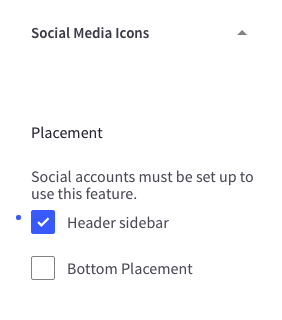 Social Media Icons
Placement
Social accounts must be set up to
use this feature.
Header sidebar
Bottom Placement